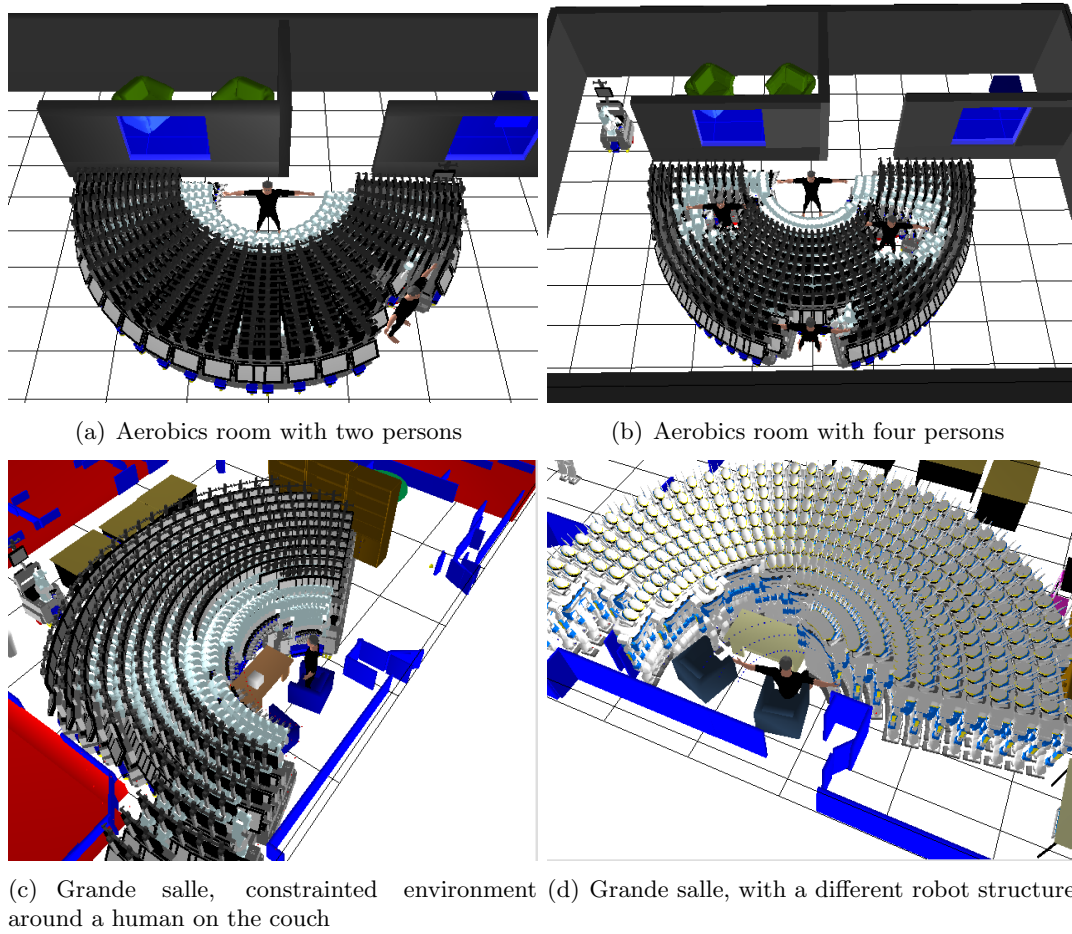 (a) Aerobics room with two persons
(b) Aerobics room with four persons
(c) Grande salle, constrainted environment
around a human on the couch
(d) Grande salle, with a different robot structure